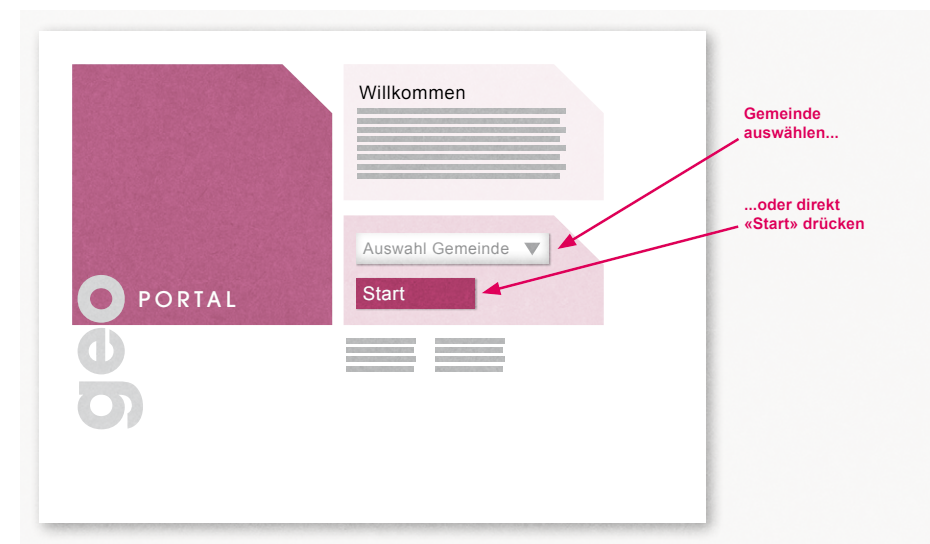 Willkommen
Gemeinde
auswählen...
...oder direkt
«Start» drücken
Auswahl Gemeinde
Start
PORTAL
geo